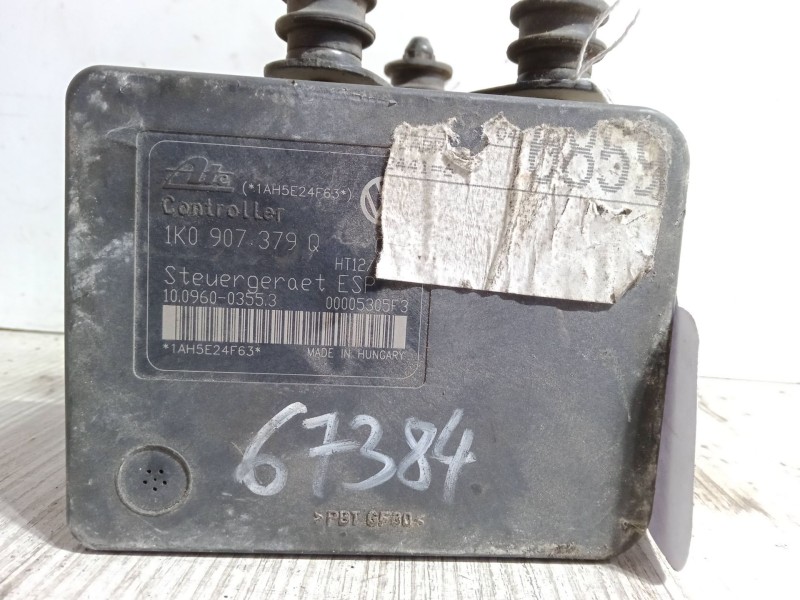 Ate (*1AH5E24F63*)
Controller
1K0 907 379 Q
HT12
Steuergeraet ESP
10.0960-0355.3 00005305F3
*1AH5E24F63*
MADE IN HUNGARY
67384
>PBT GF30<